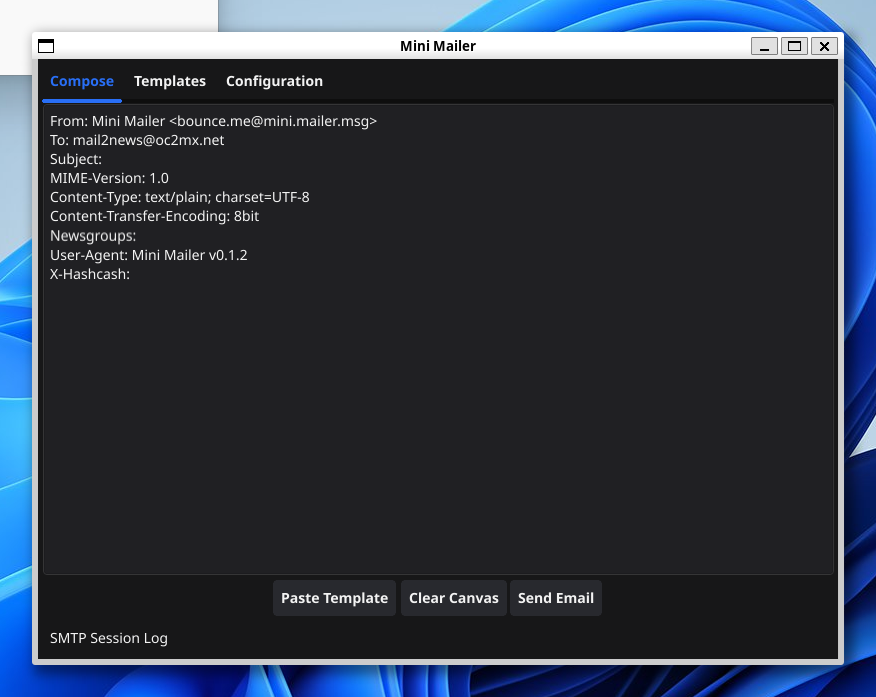 Mini Mailer
Compose Templates Configuration
From: Mini Mailer <bounce.me@mini.mailer.msg>
To: mail2news@oc2mx.net
Subject:
MIME-Version: 1.0
Content-Type: text/plain; charset=UTF-8
Content-Transfer-Encoding: 8bit
Newsgroups:
User-Agent: Mini Mailer v0.1.2
X-Hashcash:
Paste Template Clear Canvas Send Email
SMTP Session Log